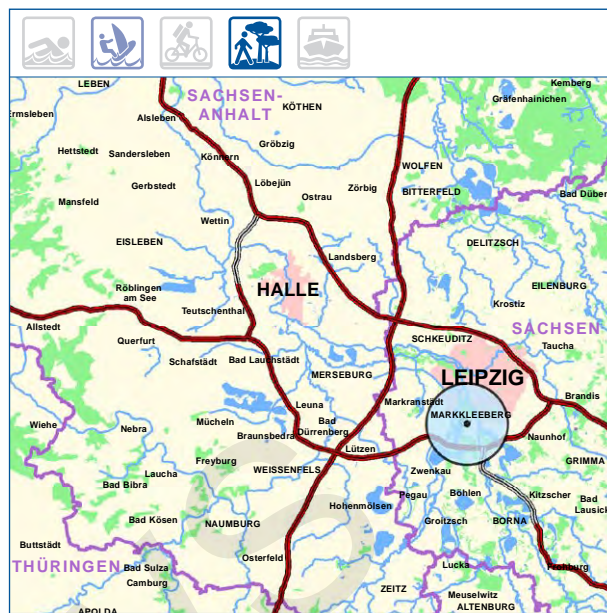 LEBEN
Kemberg
SACHSEN-
ANHALT
KÖTHEN
Gräfenhainichen
Ermsleben
Alsleben
Gröbzig
Hettstedt
Sandersleben
Könnern
WOLFEN
Gerbstedt
Löbejün
Zörbig
BITTERFELD
Bad Düben
Mansfeld
Ostrau
Wettin
EISLEBEN
DELITZSCH
Landsberg
Röblingen
am See
HALLE
EILENBURG
Krostiz
Teutschenthal
Allstedt
SACHSEN
Querfurt
SCHKEUDITZ
Taucha
Schafstädt
Bad Lauchstädt
MERSEBURG
LEIPZIG
Brandis
Leuna
Markranstädt
MARKKLEEBERG
Wiehe
Nebra
Mücheln
Bad
Dürrenberg
Braunsbedra
Naunhof
Lützen
GRIMMA
Laucha
Freyburg
WEISSENFELS
Zwenkau
Bad Bibra
Pegau
Böhlen
Kitzscher
Bad
Lausick
Hohenmölsen
Bad Kösen
NAUMBURG
Groitzsch
BORNA
Buttstädt
THÜRINGEN
Bad Sulza
Osterfeld
Lucka
Frohburg
Camburg
ZEITZ
Meuselwitz
ALTENBURG
APOLDA